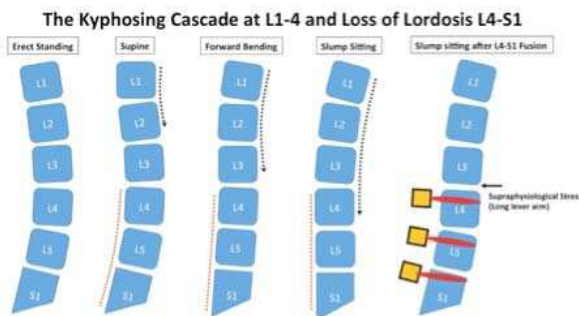 The Kyphosing Cascade at L1-4 and Loss of Lordosis L4-S1
Erect Standing
Supine
Forward Bending
Slump Sitting
Slump sitting after L4-S1 Fusion
L1
L2
L3
L4
L5
S1
L1
L2
L3
L4
L5
S1
L1
L2
L3
L4
L5
S1
L1
L2
L3
L4
L5
S1
L1
L2
L3
L4
L5
S1
Supraphysiological Stress
(Long lever arm)